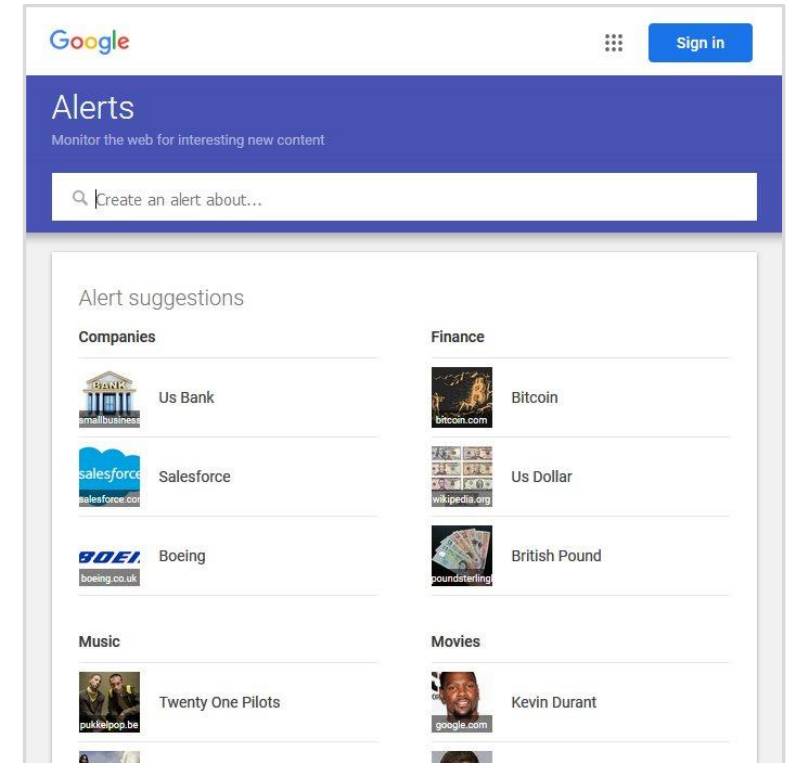 Google
Sign in
Alerts
Monitor the web for interesting new content
Create an alert about...
Alert suggestions
Companies
BANK
smallbusiness
Us Bank
salesforce
salesforce.com
Salesforce
BOEI
boeing.co.uk
Boeing
Finance
bitcoin.com
Bitcoin
wikipedia.org
Us Dollar
poundsterling
British Pound
Music
pukkelpop.be
Twenty One Pilots
Movies
google.com
Kevin Durant